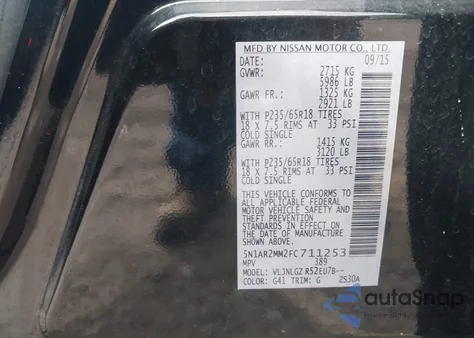 MFD BY NISSAN MOTOR CO., LTD.
DATE: 09/15
GVWR: 2715 KG
5986 LB
GAWR FR.: 1325 KG
2921 LB
WITH P235/65R18 TIRES
18 x 7.5 RIMS AT 33 PSI
COLD SINGLE
GAWR RR.: 1415 KG
3120 LB
WITH P235/65R18 TIRES
18 x 7.5 RIMS AT 33 PSI
COLD SINGLE
THIS VEHICLE CONFORMS TO
ALL APPLICABLE FEDERAL
MOTOR VEHICLE SAFETY AND
THEFT PREVENTION
STANDARDS IN EFFECT ON
THE DATE OF MANUFACTURE
SHOWN ABOVE.
5N1AR2MM2FC711253
MPV 389
MODEL: VLJNLGZ R52EU7B--
COLOR: G41 TRIM: G 2S30A
autoSnap